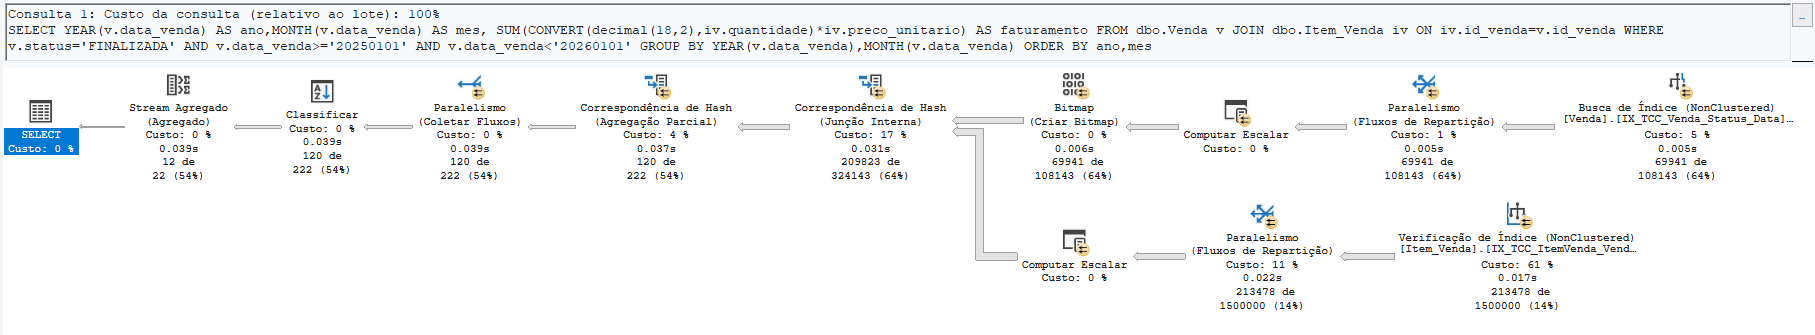 Consulta 1: Custo da consulta (relativo ao lote): 100%
SELECT YEAR(v.data_venda) AS ano,MONTH(v.data_venda) AS mes, SUM(CONVERT(decimal(18,2),iv.quantidade)*iv.preco_unitario) AS faturamento FROM dbo.Venda v JOIN dbo.Item_Venda iv ON iv.id_venda=v.id_venda WHERE
v.status='FINALIZADA' AND v.data_venda>='20250101' AND v.data_venda<'20260101' GROUP BY YEAR(v.data_venda),MONTH(v.data_venda) ORDER BY ano,mes
...
SELECT
Custo: 0 %
Stream Agregado
(Agregado)
Custo: 0 %
0.039s
12 de
22 (54%)
Classificar
Custo: 0 %
0.039s
120 de
222 (54%)
Paralelismo
(Coletar Fluxos)
Custo: 0 %
0.039s
120 de
222 (54%)
Correspondência de Hash
(Agregação Parcial)
Custo: 4 %
0.037s
120 de
222 (54%)
Correspondência de Hash
(Junção Interna)
Custo: 17 %
0.031s
209823 de
324143 (64%)
Bitmap
(Criar Bitmap)
Custo: 0 %
0.006s
69941 de
108143 (64%)
Computar Escalar
Custo: 0 %
Paralelismo
(Fluxos de Repartição)
Custo: 1 %
0.005s
69941 de
108143 (64%)
Busca de Índice (NonClustered)
[Venda].[IX_TCC_Venda_Status_Data]…
Custo: 5 %
0.005s
69941 de
108143 (64%)
Computar Escalar
Custo: 0 %
Paralelismo
(Fluxos de Repartição)
Custo: 11 %
0.022s
213478 de
1500000 (14%)
Verificação de Índice (NonClustered)
[Item_Venda].[IX_TCC_ItemVenda_Vend…
Custo: 61 %
0.017s
213478 de
1500000 (14%)